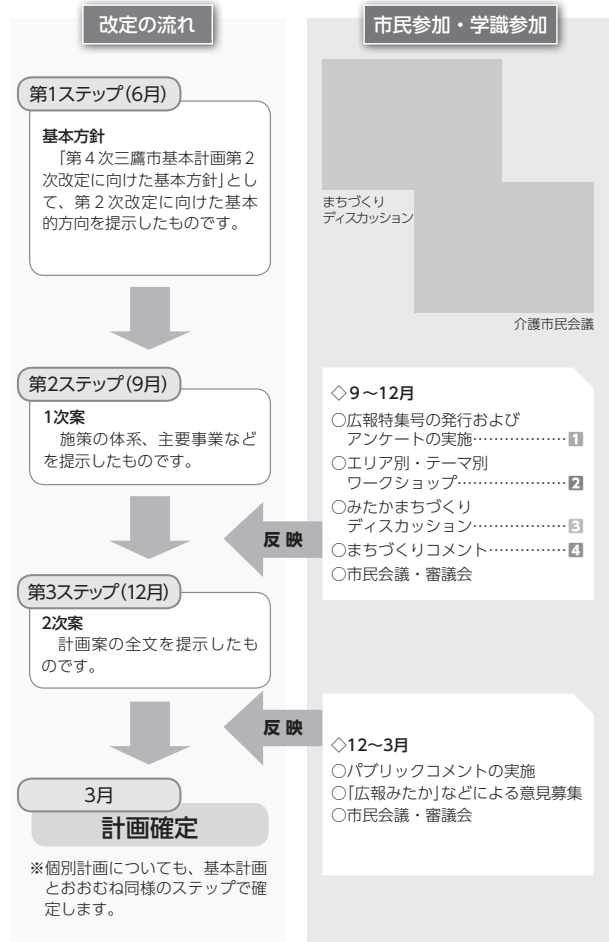 改定の流れ
第1ステップ(6月)
基本方針
「第４次三鷹市基本計画第２
次改定に向けた基本方針」とし
て、第２次改定に向けた基本
的方向を提示したものです。
第2ステップ(9月)
1次案
施策の体系、主要事業など
を提示したものです。
第3ステップ(12月)
2次案
計画案の全文を提示したも
のです。
3月
計画確定
※個別計画についても、基本計画
とおおむね同様のステップで確
定します。
市民参加・学識参加
まちづくり
ディスカッション
介護市民会議
◇９〜12月
○広報特集号の発行および
アンケートの実施………………1
○エリア別・テーマ別
ワークショップ…………………2
○みたかまちづくり
ディスカッション………………3
○まちづくりコメント……………4
○市民会議・審議会
反映
◇12〜3月
○パブリックコメントの実施
○「広報みたか」などによる意見募集
○市民会議・審議会
反映